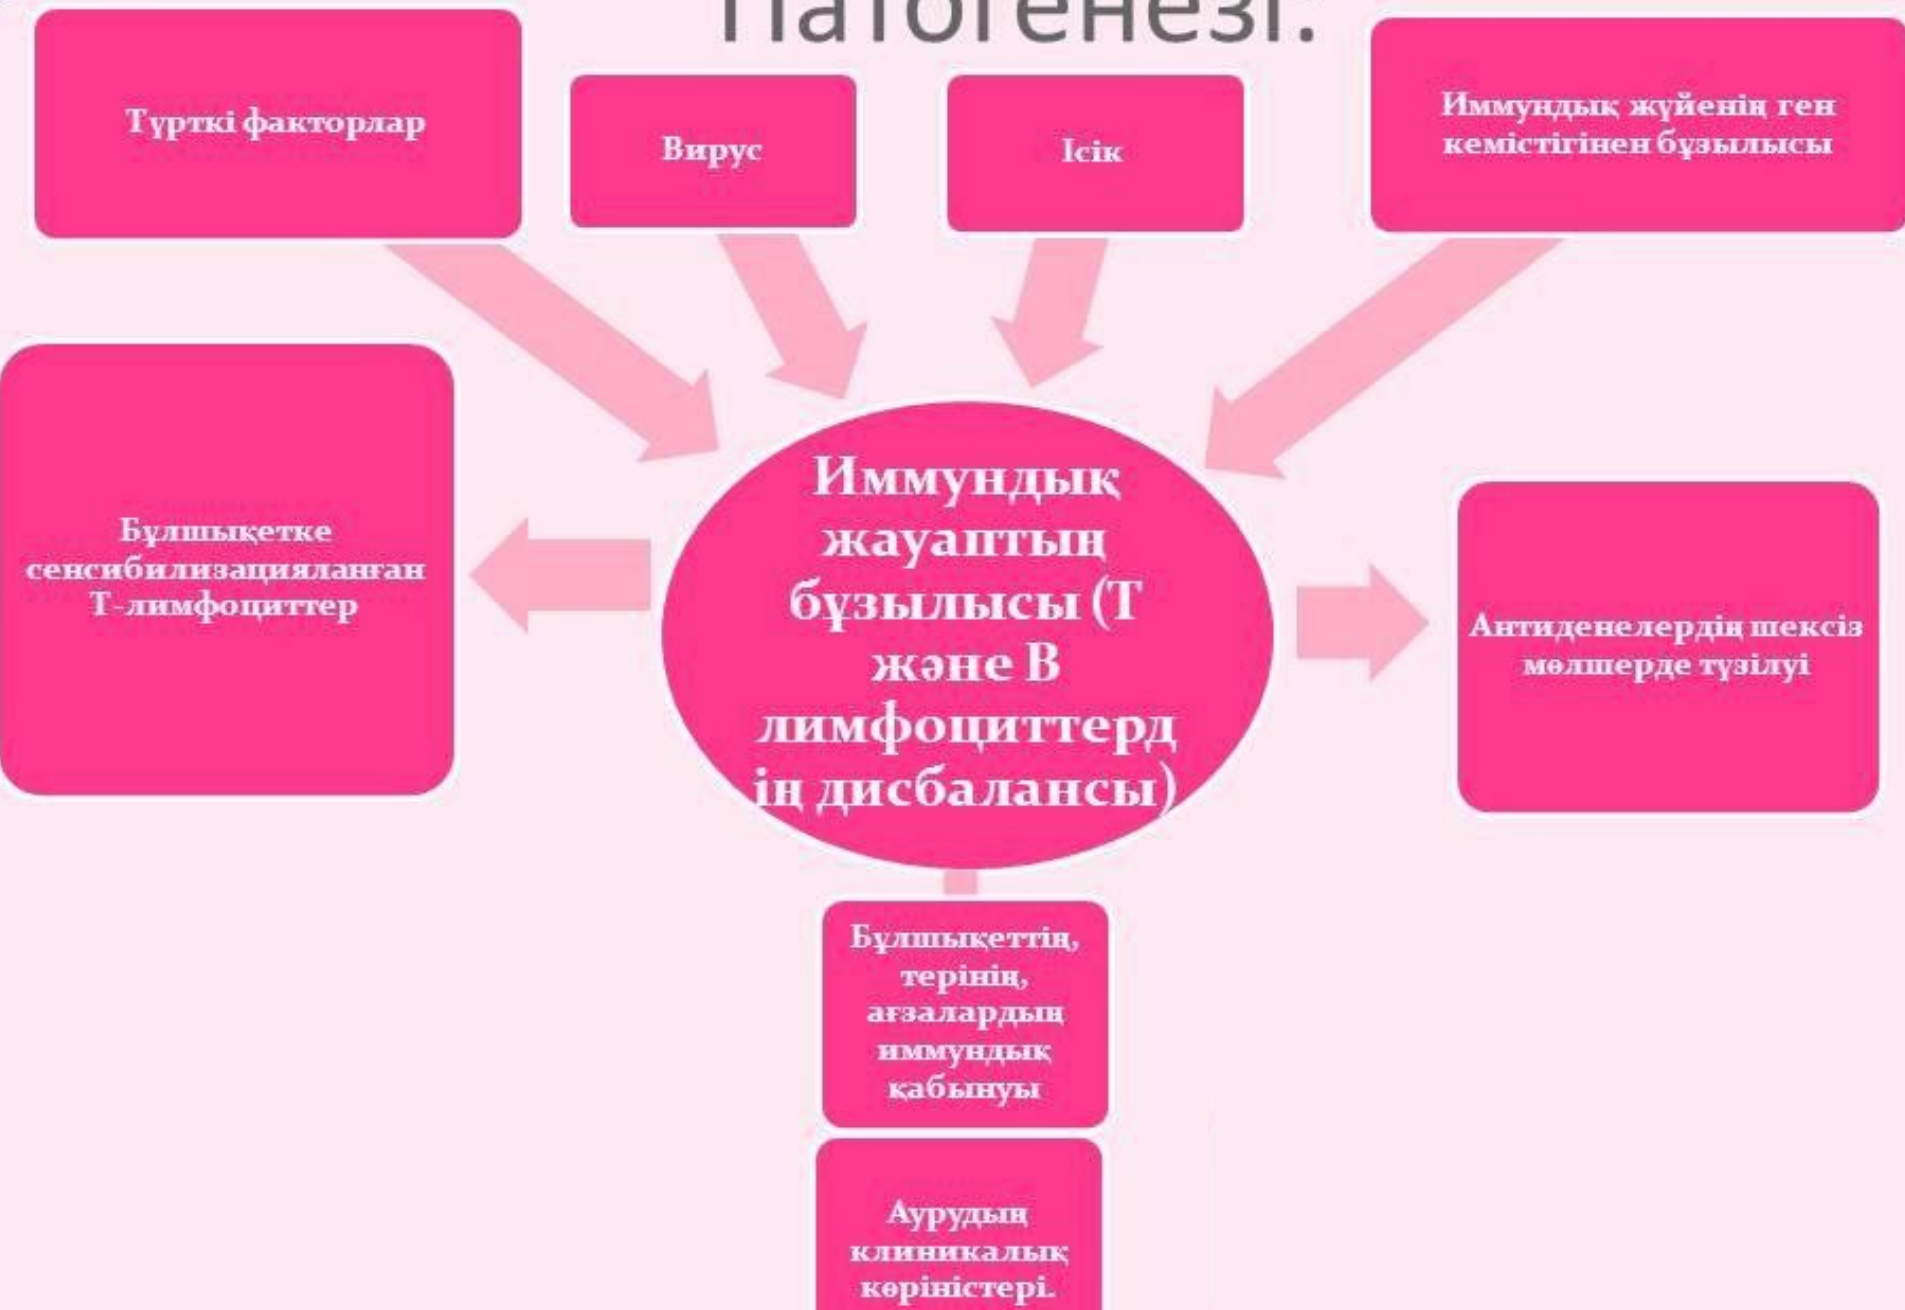 Патогенезі:
Түрткі факторлар
Вирус
Ісік
Иммундық жүйенің ген
кемістігінен бұзылысы
Иммундық
жауаптың
бұзылысы (Т
және В
лимфоциттерд
ің дисбалансы)
Бұлшықетке
сенсибилизацияланған
Т-лимфоциттер
Антиденелердің шексіз
мөлшерде түзілуі
Бұлшықеттің,
терінің,
ағзалардың
иммундық
қабынуы
Аурудың
клиникалық
көріністері.